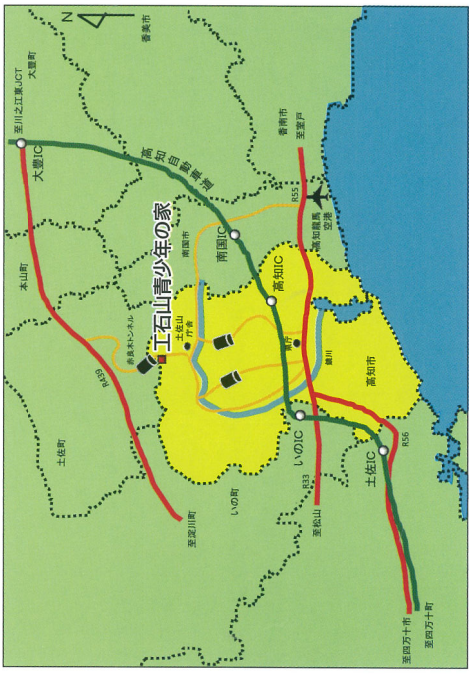 N
香美市
大豊町
至川之江東JCT
大豊IC
高知自動車道
香南市
至室戸
R55
高知龍馬
空港
南国市
南国IC
高知IC
本山町
工石山青少年の家
赤良木トンネル
土佐山
庁舎
県庁
鏡川
高知市
R439
土佐町
いの町
いのIC
R33
至松山
土佐IC
R56
至淀川町
至四万十市
至四万十町